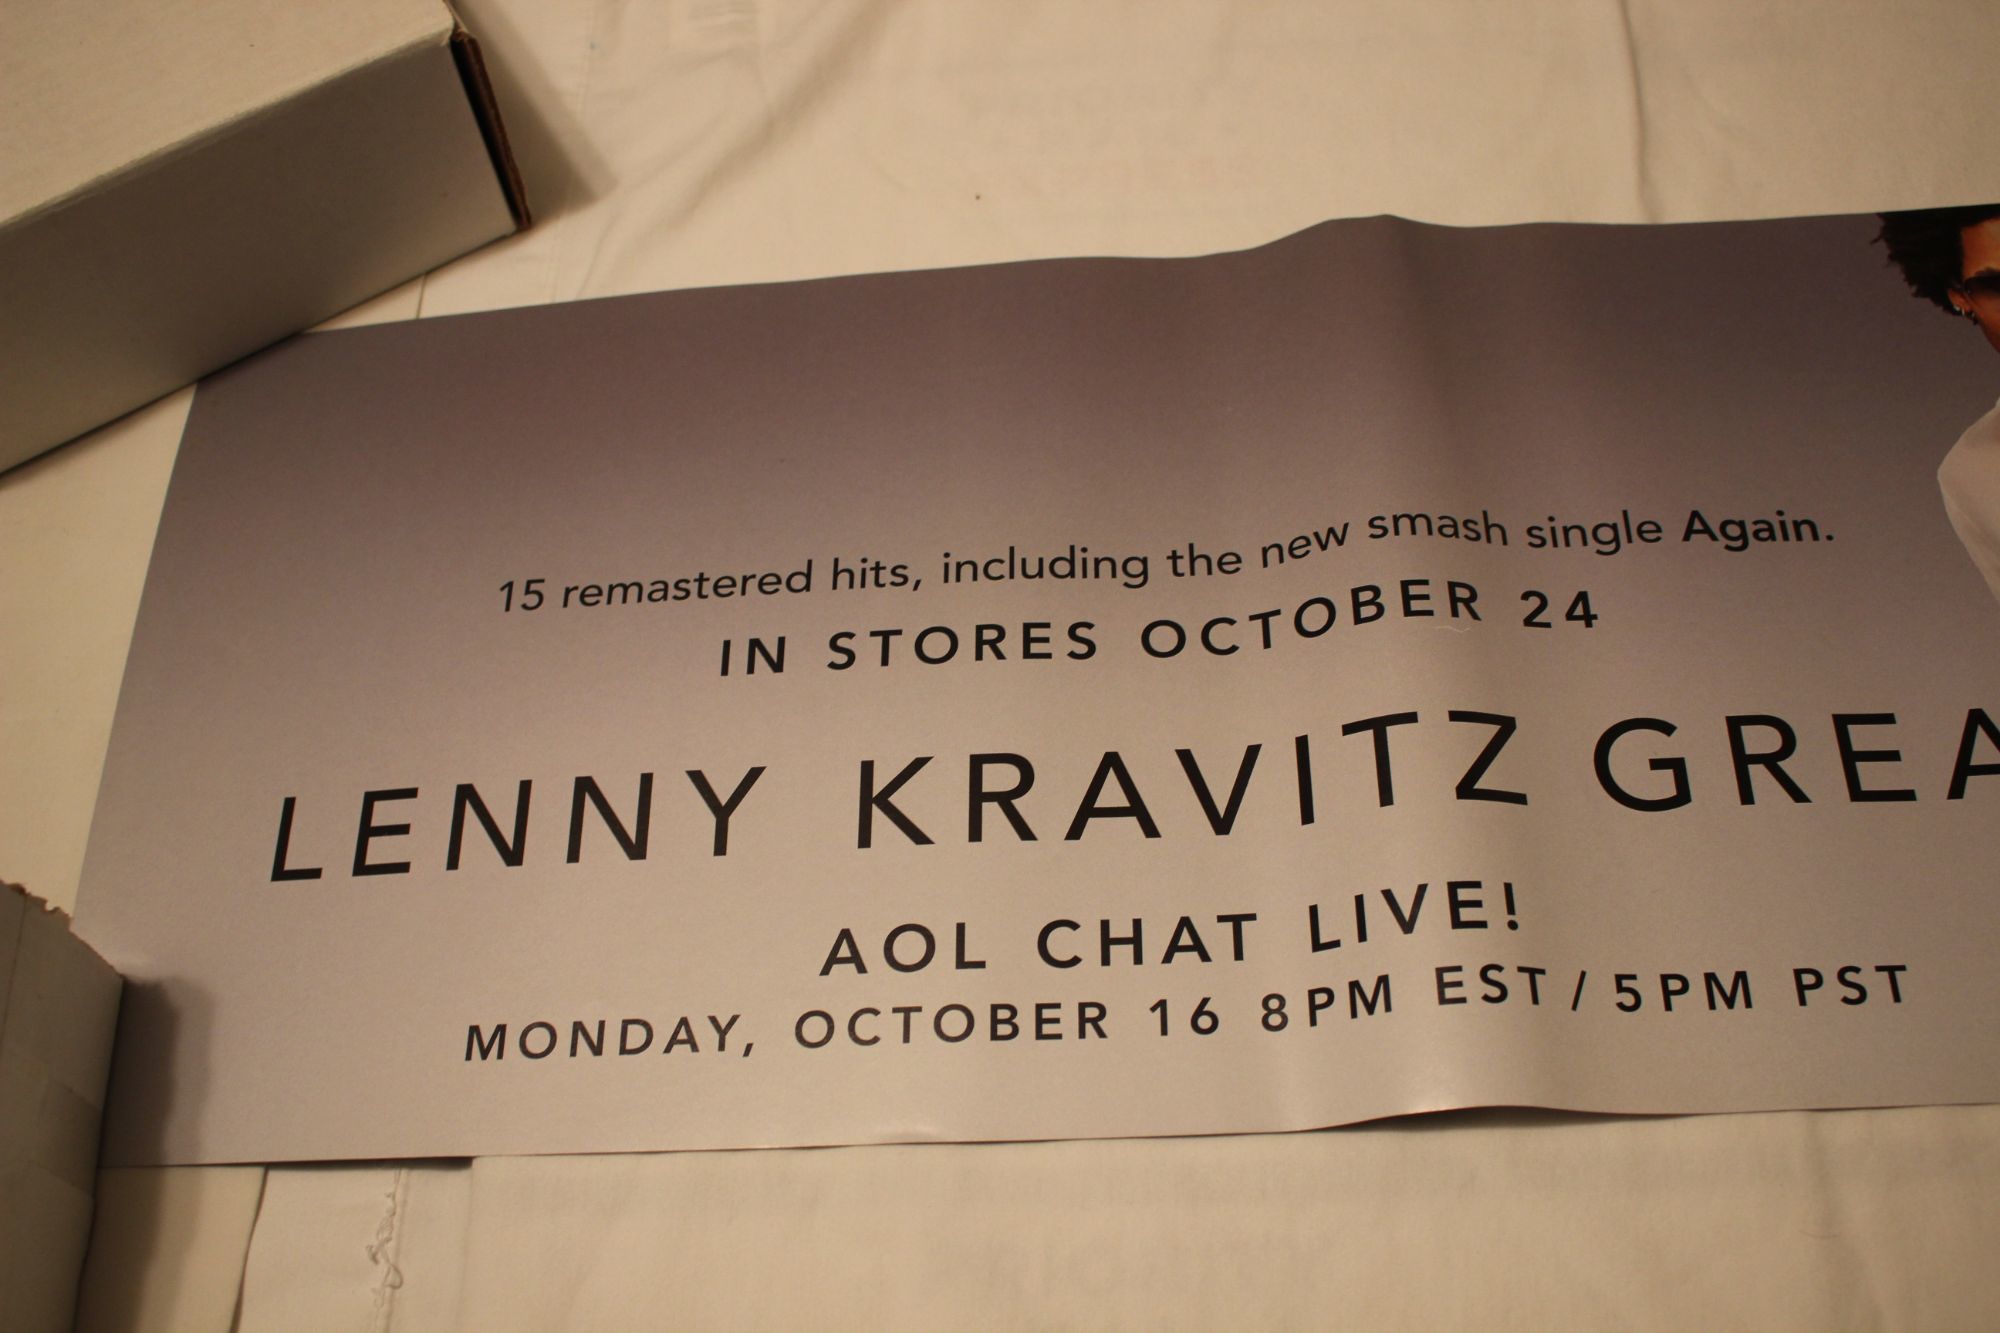 15 remastered hits, including the new smash single Again.
IN STORES OCTOBER 24
LENNY KRAVITZ GREA
AOL CHAT LIVE!
MONDAY, OCTOBER 16 8PM EST/5PM PST